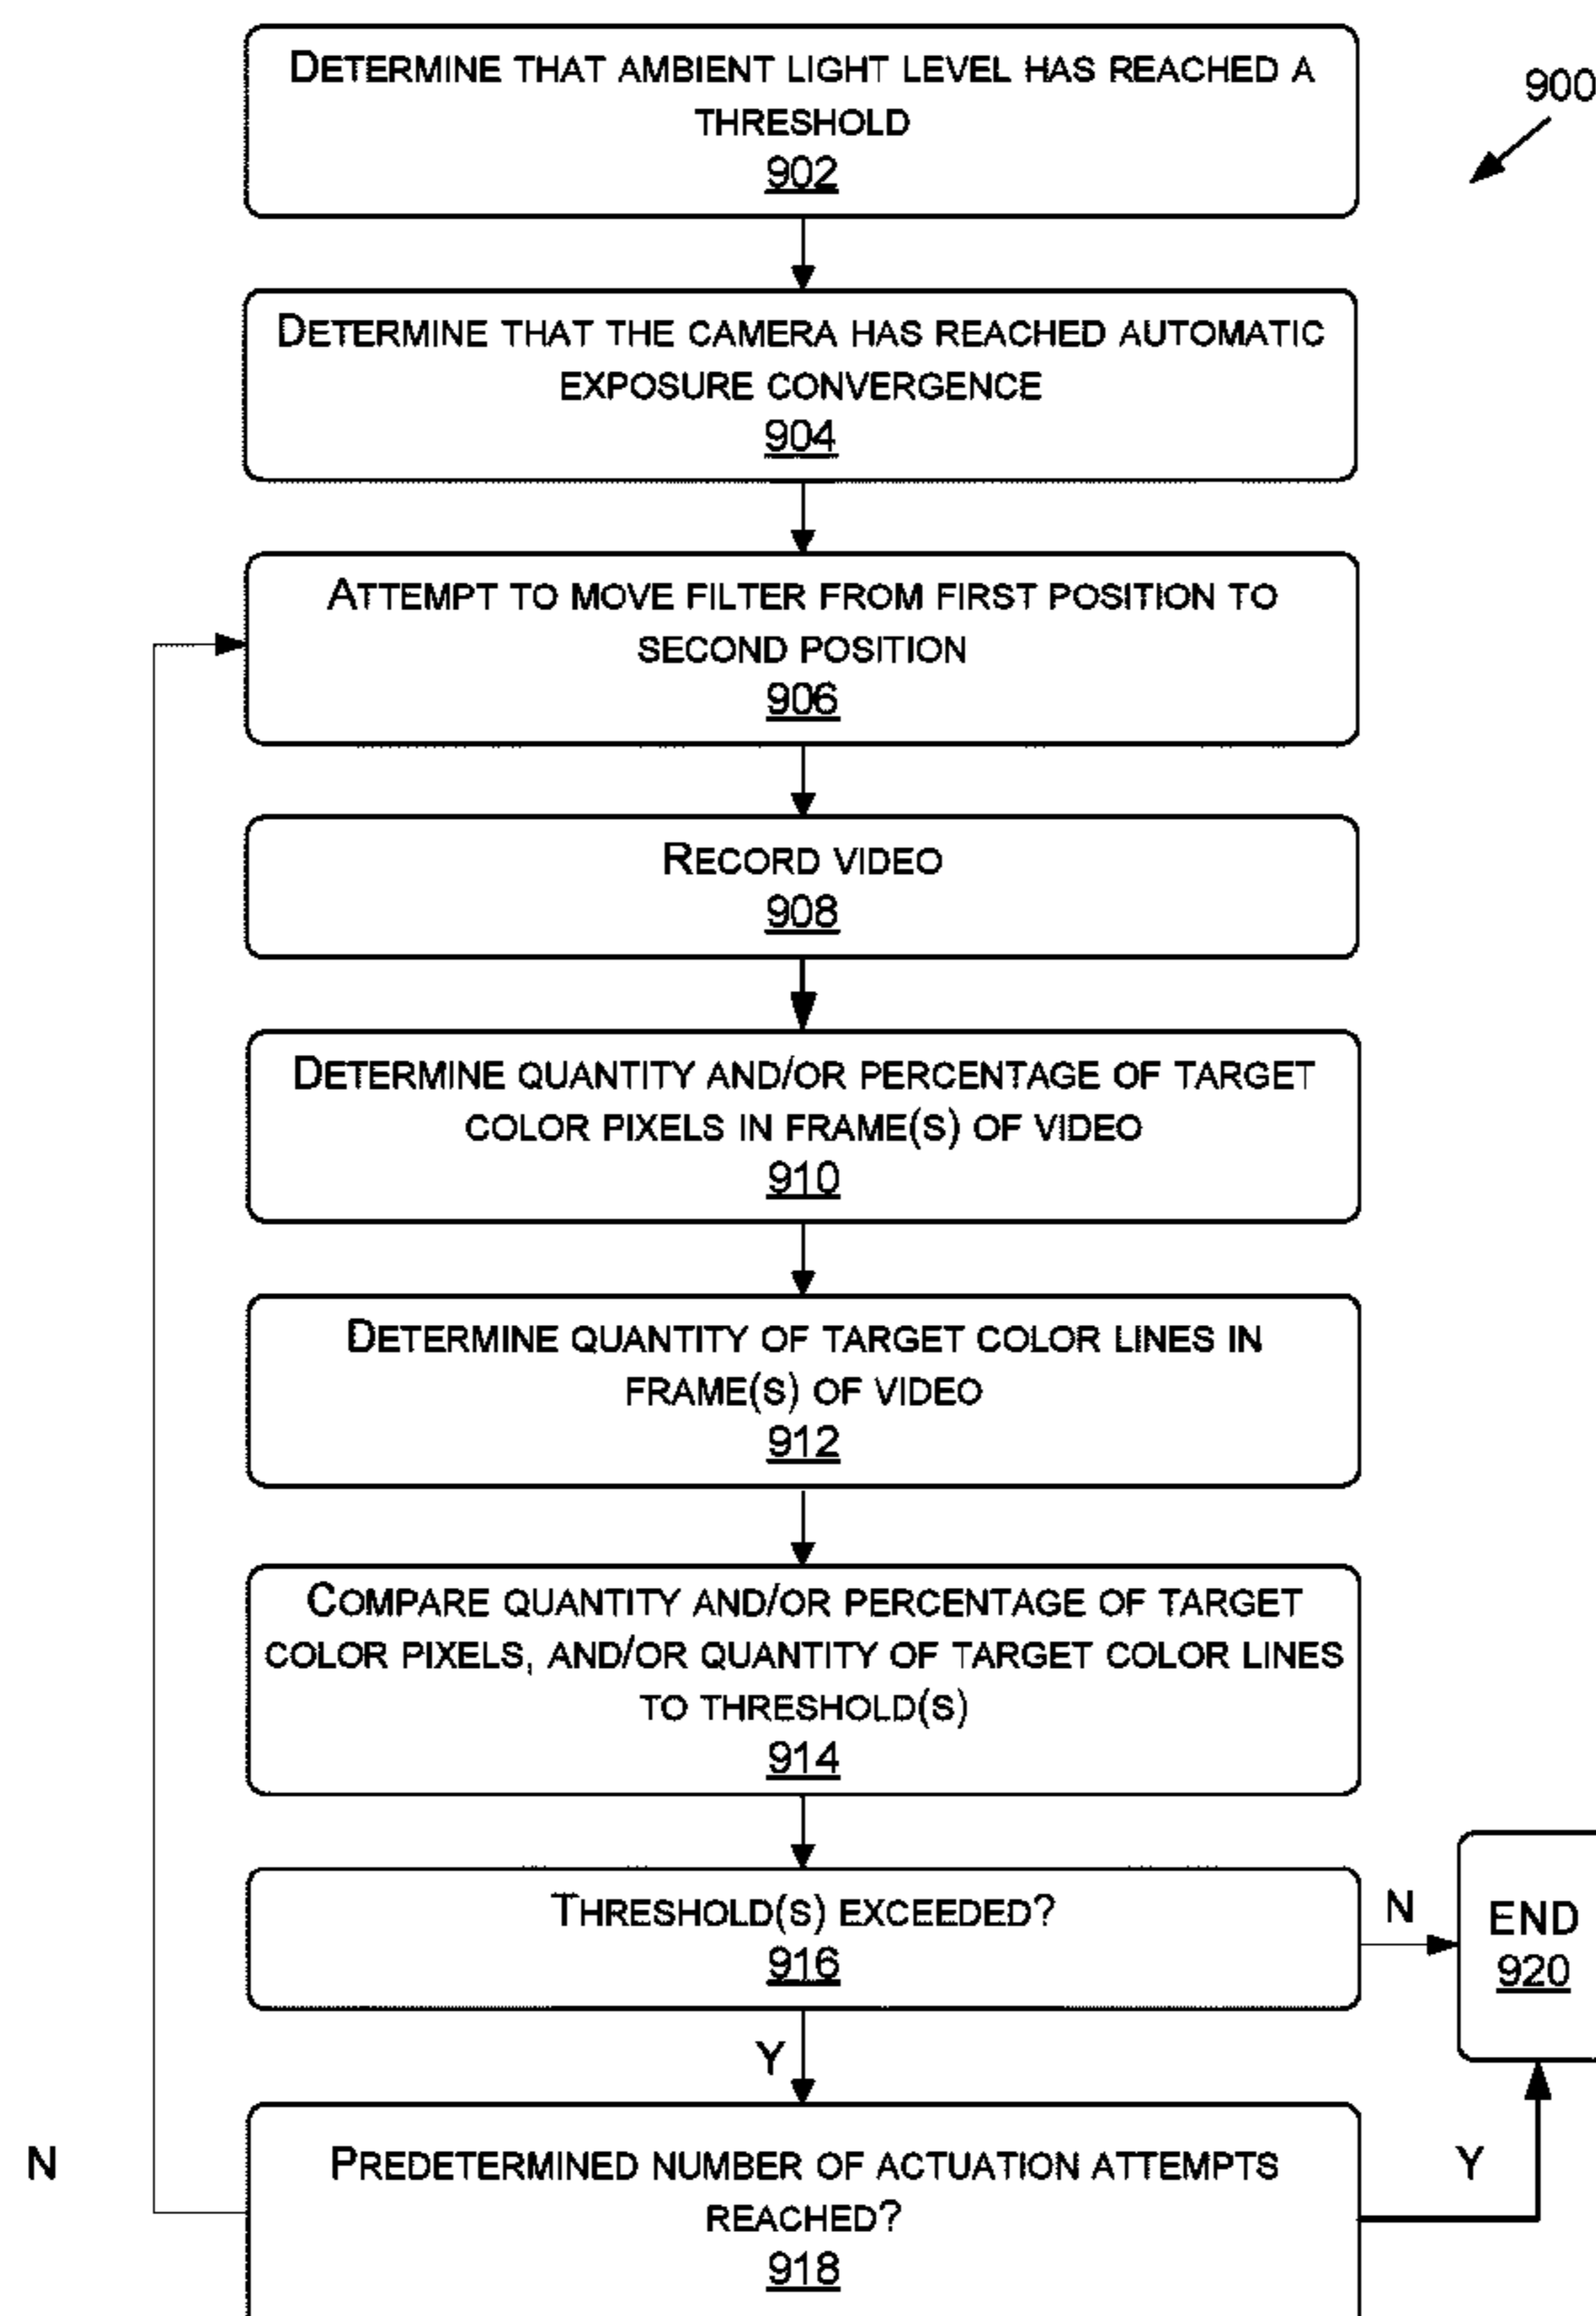 DETERMINE THAT AMBIENT LIGHT LEVEL HAS REACHED A
THRESHOLD
902
900
DETERMINE THAT THE CAMERA HAS REACHED AUTOMATIC
EXPOSURE CONVERGENCE
904
ATTEMPT TO MOVE FILTER FROM FIRST POSITION TO
SECOND POSITION
906
RECORD VIDEO
908
DETERMINE QUANTITY AND/OR PERCENTAGE OF TARGET
COLOR PIXELS IN FRAME(S) OF VIDEO
910
DETERMINE QUANTITY OF TARGET COLOR LINES IN
FRAME(S) OF VIDEO
912
COMPARE QUANTITY AND/OR PERCENTAGE OF TARGET
COLOR PIXELS, AND/OR QUANTITY OF TARGET COLOR LINES
TO THRESHOLD(S)
914
THRESHOLD(S) EXCEEDED?
916
N
END
920
Y
N
PREDETERMINED NUMBER OF ACTUATION ATTEMPTS
REACHED?
918
Y